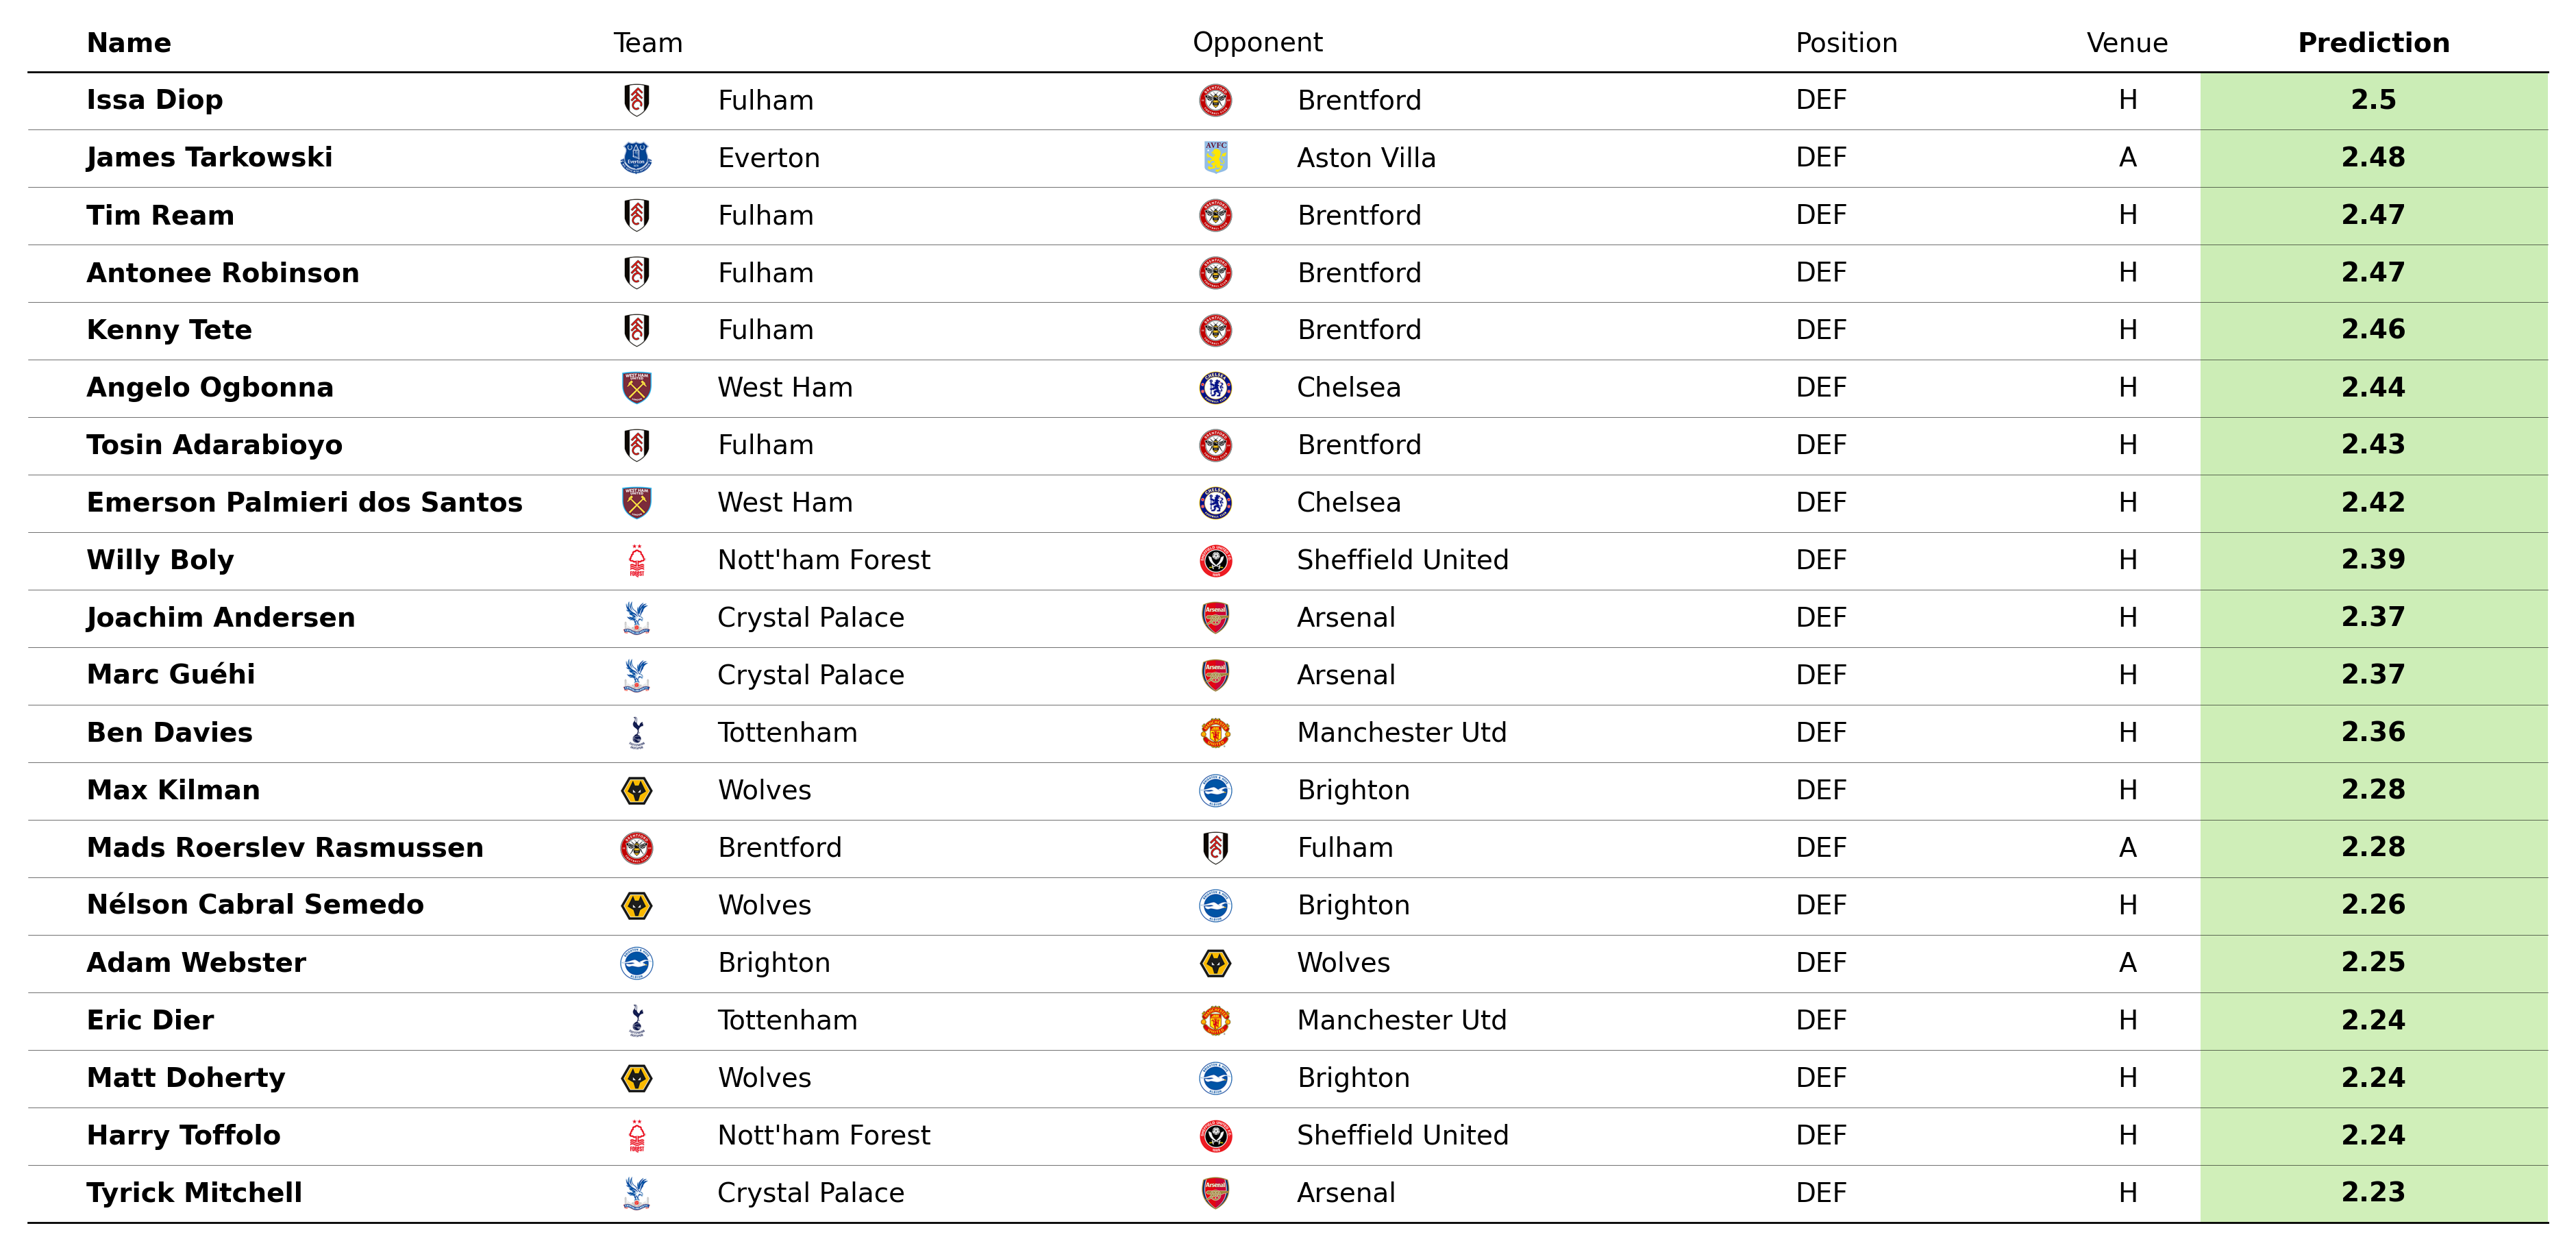 Name Team Opponent Position Venue Prediction
Issa Diop Fulham Brentford DEF H 2.5
James Tarkowski Everton Aston Villa DEF A 2.48
Tim Ream Fulham Brentford DEF H 2.47
Antonee Robinson Fulham Brentford DEF H 2.47
Kenny Tete Fulham Brentford DEF H 2.46
Angelo Ogbonna West Ham Chelsea DEF H 2.44
Tosin Adarabioyo Fulham Brentford DEF H 2.43
Emerson Palmieri dos Santos West Ham Chelsea DEF H 2.42
Willy Boly Nott'ham Forest Sheffield United DEF H 2.39
Joachim Andersen Crystal Palace Arsenal DEF H 2.37
Marc Guéhi Crystal Palace Arsenal DEF H 2.37
Ben Davies Tottenham Manchester Utd DEF H 2.36
Max Kilman Wolves Brighton DEF H 2.28
Mads Roerslev Rasmussen Brentford Fulham DEF A 2.28
Nélson Cabral Semedo Wolves Brighton DEF H 2.26
Adam Webster Brighton Wolves DEF A 2.25
Eric Dier Tottenham Manchester Utd DEF H 2.24
Matt Doherty Wolves Brighton DEF H 2.24
Harry Toffolo Nott'ham Forest Sheffield United DEF H 2.24
Tyrick Mitchell Crystal Palace Arsenal DEF H 2.23